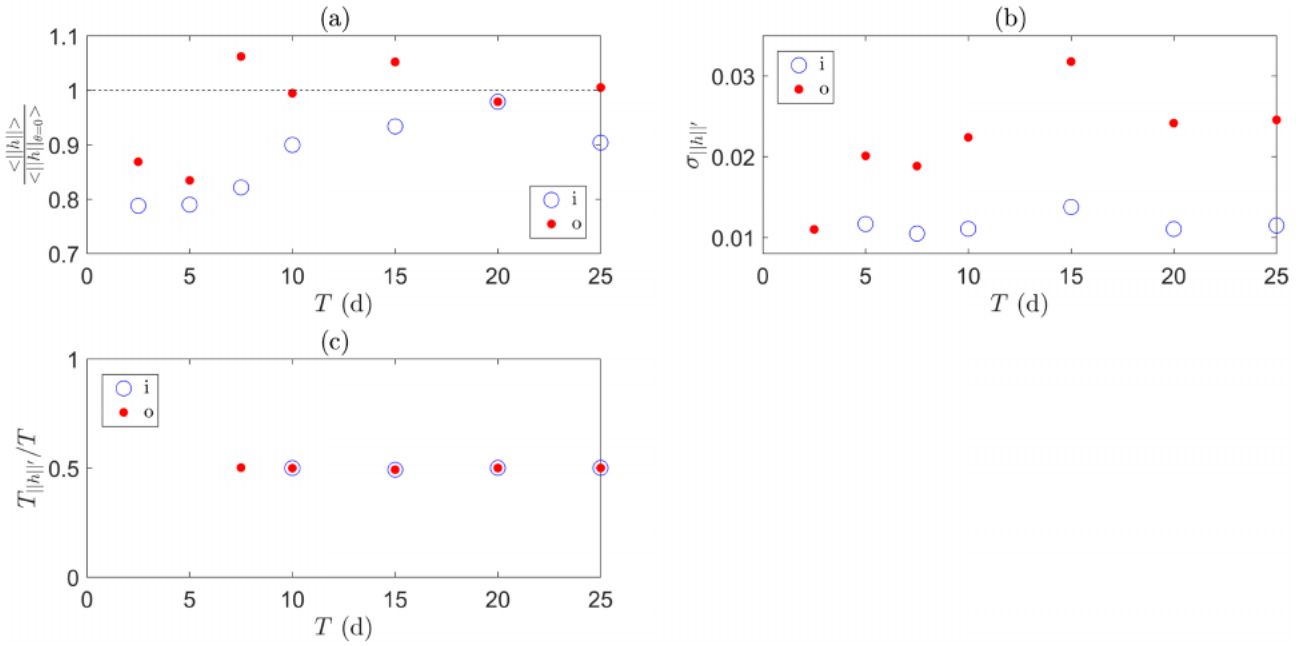 (a)
1.1
1
0.9
0.8
0.7
<||h||>
<||h||θ=0>
i
o
0 5 10 15 20 25
T (d)
(b)
0.03
0.02
0.01
σ||h||′
i
o
0 5 10 15 20 25
T (d)
(c)
1
0.5
0
T||h||′/T
i
o
0 5 10 15 20 25
T (d)